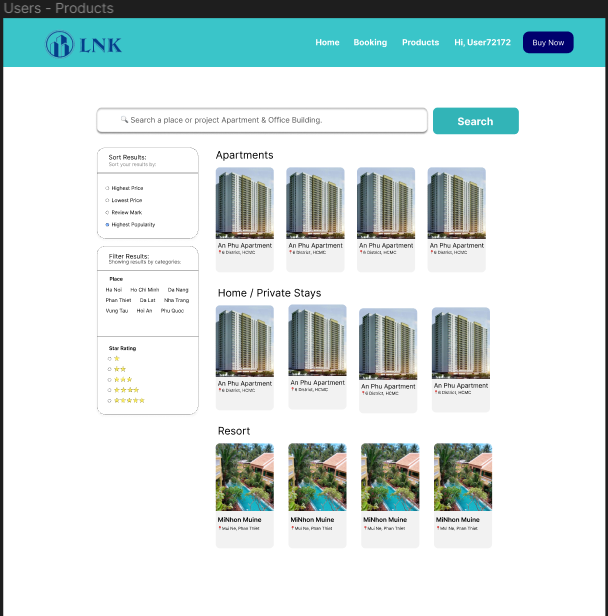 Users - Products
LNK
Home Booking Products Hi, User72172 Buy Now
Search a place or project Apartment & Office Building.
Search
Sort Results:
Sort your results by:
Highest Price
Lowest Price
Review Mark
Highest Popularity
Filter Results:
Showing results by categories:
Place
Ha Noi Ho Chi Minh Da Nang
Phan Thiet Da Lat Nha Trang
Vung Tau Hoi An Phu Quoc
Star Rating
Apartments
An Phu Apartment An Phu Apartment An Phu Apartment An Phu Apartment
6 District, HCMC 6 District, HCMC 6 District, HCMC 6 District, HCMC
Home / Private Stays
An Phu Apartment An Phu Apartment An Phu Apartment An Phu Apartment
6 District, HCMC 6 District, HCMC 6 District, HCMC 6 District, HCMC
Resort
MiNhon Muine MiNhon Muine MiNhon Muine MiNhon Muine
Mui Ne, Phan Thiet Mui Ne, Phan Thiet Mui Ne, Phan Thiet Mui Ne, Phan Thiet